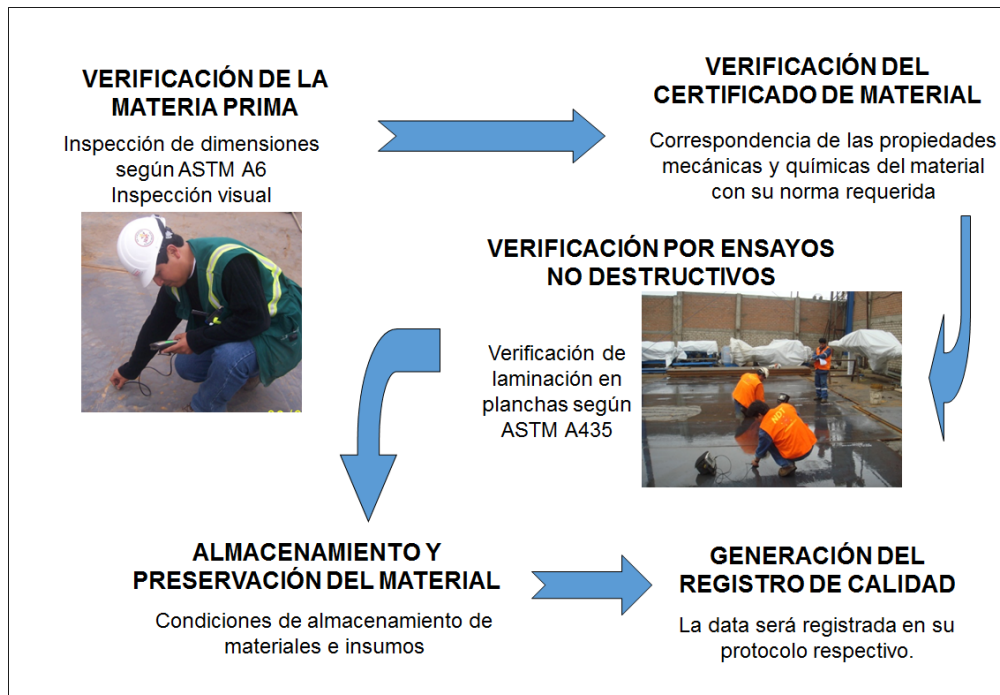 VERIFICACIÓN DE LA
MATERIA PRIMA
Inspección de dimensiones
según ASTM A6
Inspección visual
VERIFICACIÓN DEL
CERTIFICADO DE MATERIAL
Correspondencia de las propiedades
mecánicas y químicas del material
con su norma requerida
VERIFICACIÓN POR ENSAYOS
NO DESTRUCTIVOS
Verificación de
laminación en
planchas según
ASTM A435
NDT
ALMACENAMIENTO Y
PRESERVACIÓN DEL MATERIAL
Condiciones de almacenamiento de
materiales e insumos
GENERACIÓN DEL
REGISTRO DE CALIDAD
La data será registrada en su
protocolo respectivo.